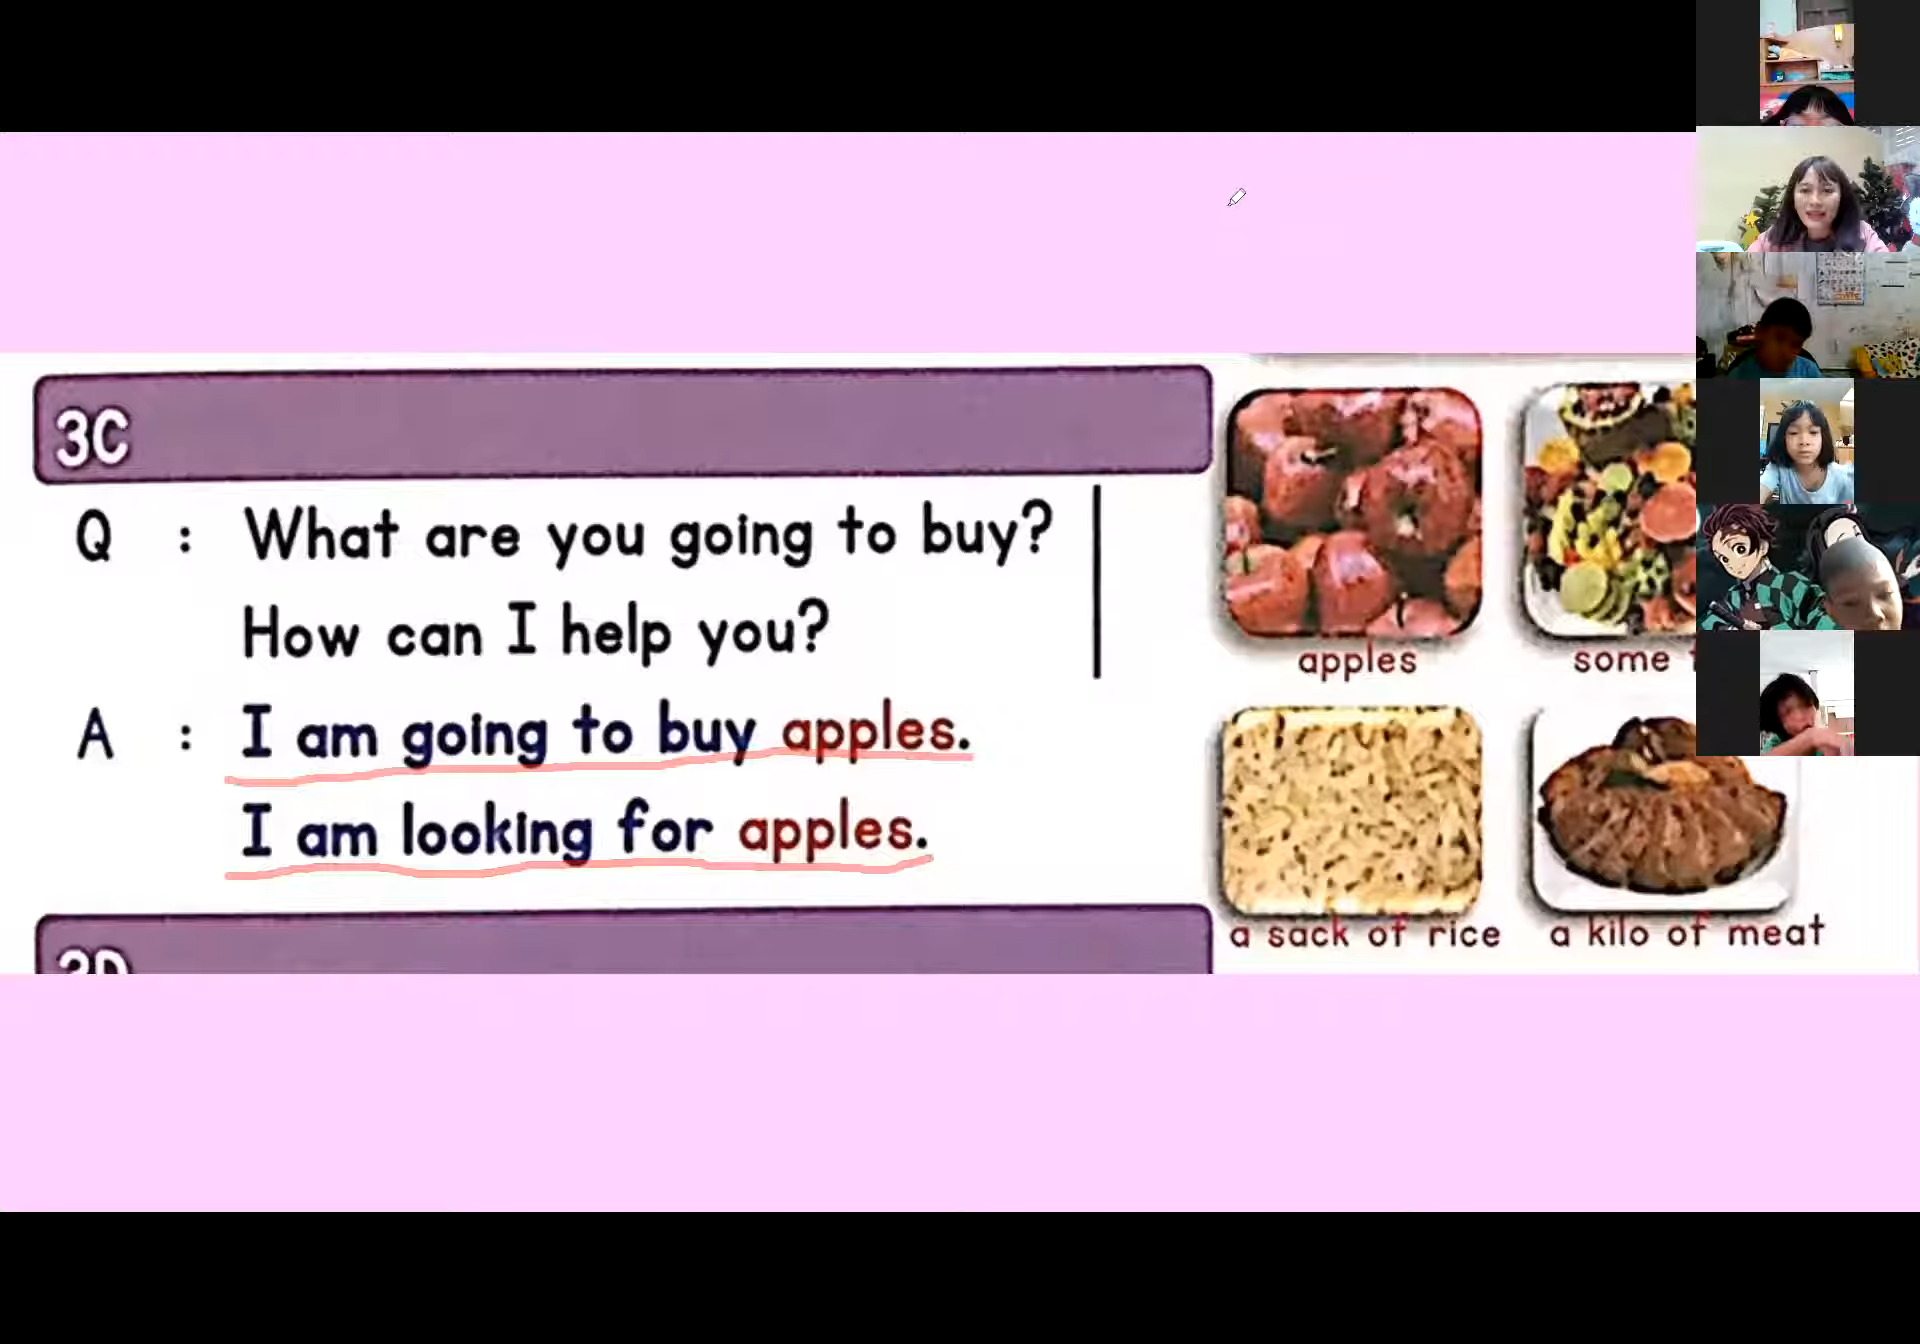 3C
Q : What are you going to buy?
How can I help you?
A : I am going to buy apples.
I am looking for apples.
apples
some
a sack of rice
a kilo of meat